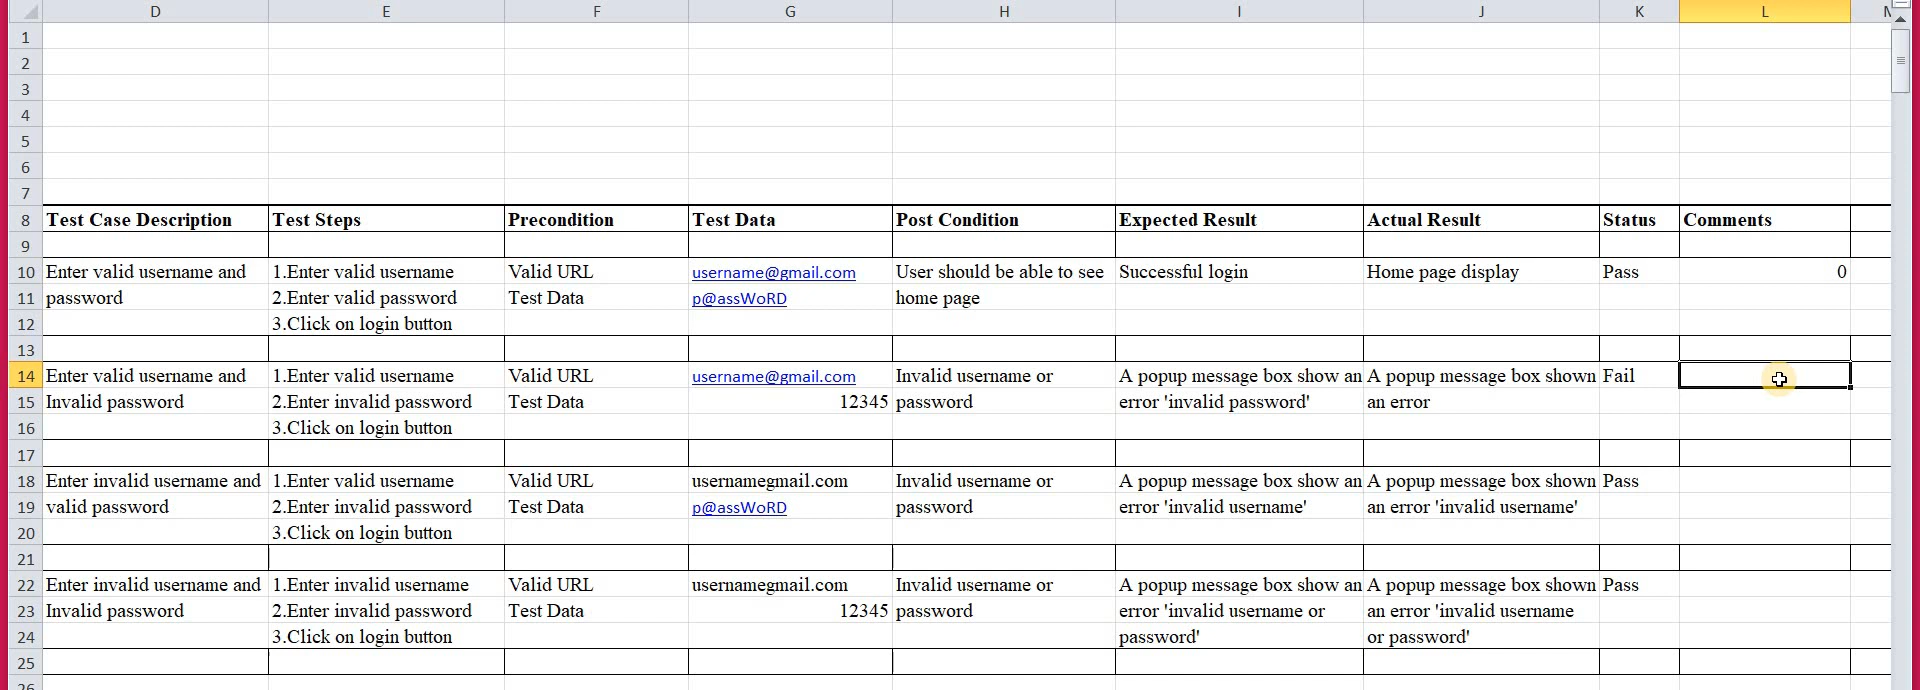 D E F G H I J K L
1
2
3
4
5
6
7
8 Test Case Description Test Steps Precondition Test Data Post Condition Expected Result Actual Result Status Comments
9
10 Enter valid username and 1.Enter valid username Valid URL username@gmail.com User should be able to see Successful login Home page display Pass 0
11 password 2.Enter valid password Test Data p@assWoRD home page
12 3.Click on login button
13
14 Enter valid username and 1.Enter valid username Valid URL username@gmail.com Invalid username or A popup message box show an A popup message box shown Fail
15 Invalid password 2.Enter invalid password Test Data 12345 password error 'invalid password' an error
16 3.Click on login button
17
18 Enter invalid username and 1.Enter valid username Valid URL usernamegmail.com Invalid username or A popup message box show an A popup message box shown Pass
19 valid password 2.Enter invalid password Test Data p@assWoRD password error 'invalid username' an error 'invalid username'
20 3.Click on login button
21
22 Enter invalid username and 1.Enter invalid username Valid URL usernamegmail.com Invalid username or A popup message box show an A popup message box shown Pass
23 Invalid password 2.Enter invalid password Test Data 12345 password error 'invalid username or an error 'invalid username
24 3.Click on login button password' or password'
25
26